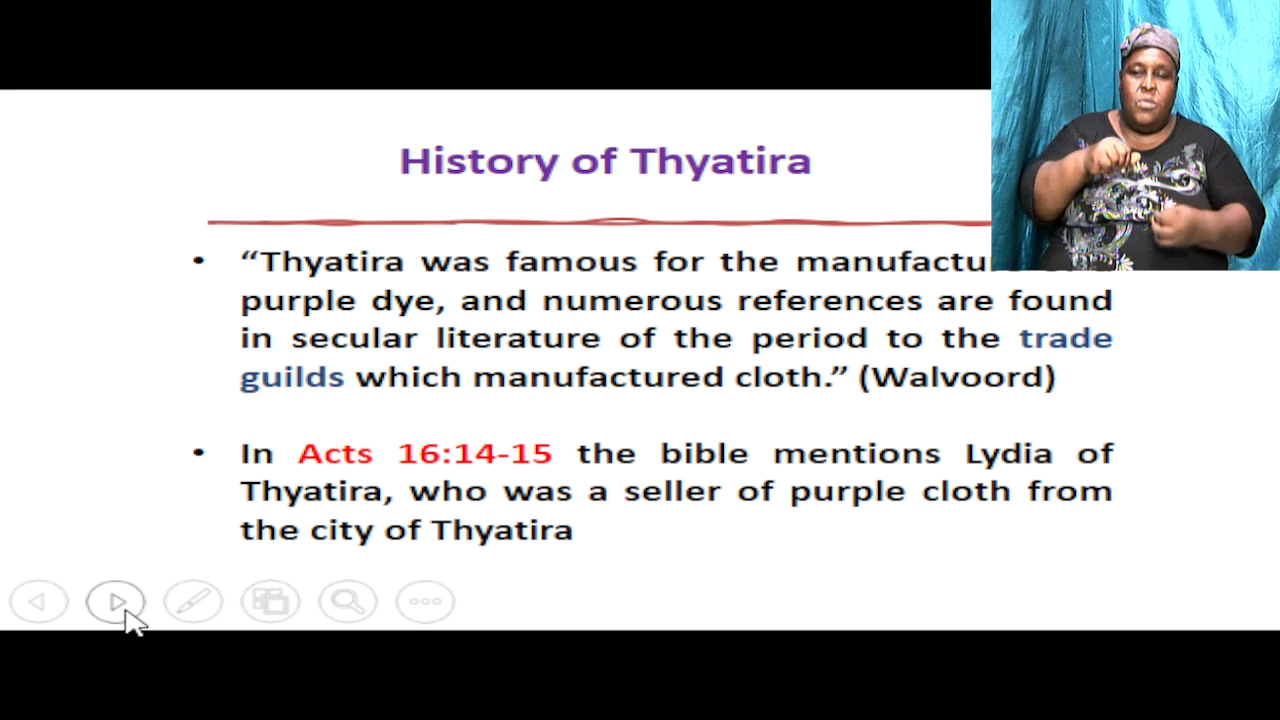 History of Thyatira
• “Thyatira was famous for the
purple dye, and numerous references are found
in secular literature of the period to the trade
guilds which manufactured cloth.” (Walvoord)
• In Acts 16:14-15 the bible mentions Lydia of
Thyatira, who was a seller of purple cloth from
the city of Thyatira